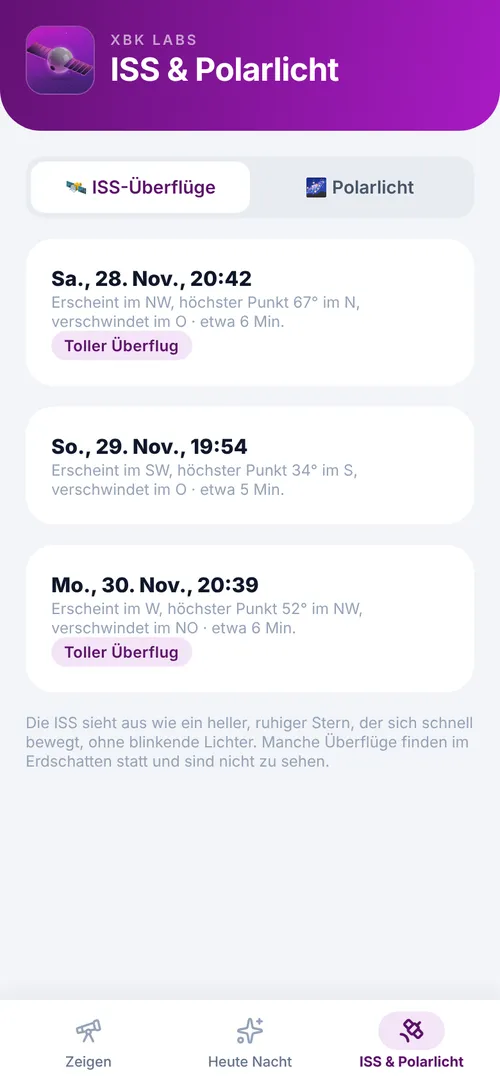 XBK LABS
ISS & Polarlicht
ISS-Überflüge
Polarlicht
Sa., 28. Nov., 20:42
Erscheint im NW, höchster Punkt 67° im N,
verschwindet im O · etwa 6 Min.
Toller Überflug
So., 29. Nov., 19:54
Erscheint im SW, höchster Punkt 34° im S,
verschwindet im O · etwa 5 Min.
Mo., 30. Nov., 20:39
Erscheint im W, höchster Punkt 52° im NW,
verschwindet im NO · etwa 6 Min.
Toller Überflug
Die ISS sieht aus wie ein heller, ruhiger Stern, der sich schnell
bewegt, ohne blinkende Lichter. Manche Überflüge finden im
Erdschatten statt und sind nicht zu sehen.
Zeigen
Heute Nacht
ISS & Polarlicht